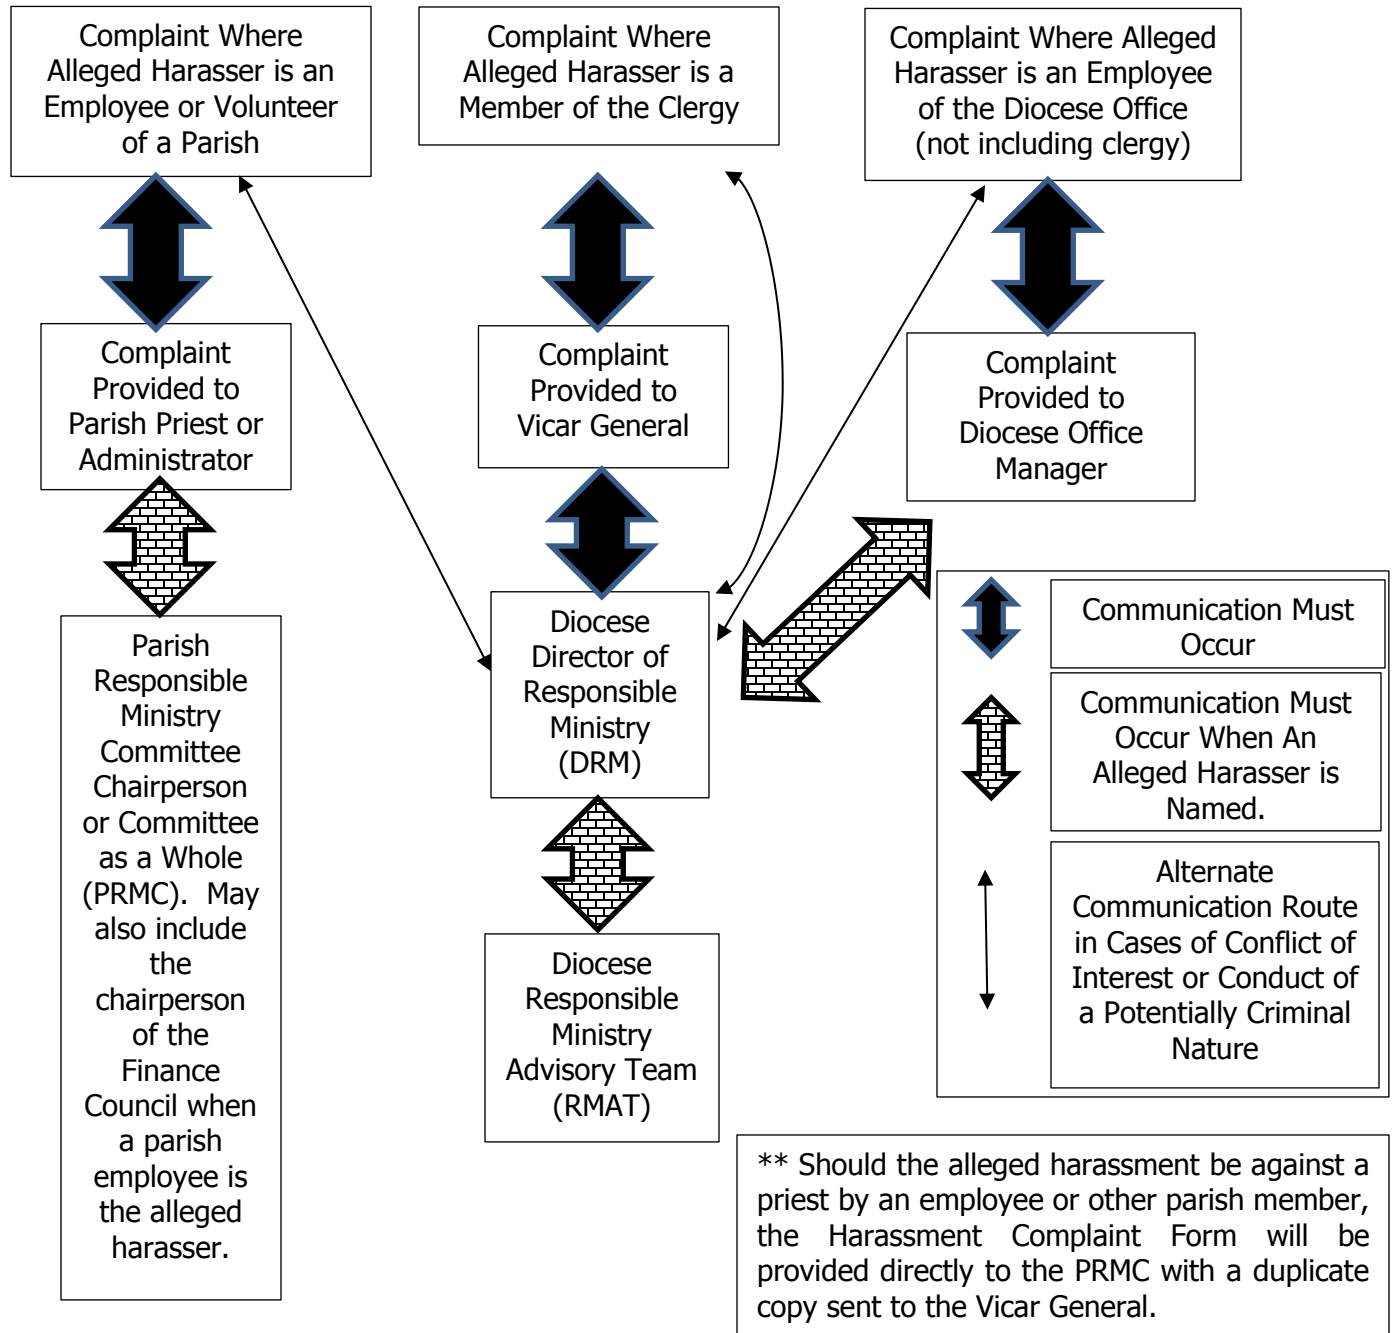 Complaint Where
Alleged Harasser is an
Employee or Volunteer
of a Parish
Complaint Where
Alleged Harasser is a
Member of the Clergy
Complaint Where Alleged
Harasser is an Employee
of the Diocese Office
(not including clergy)
Complaint
Provided to
Parish Priest or
Administrator
Complaint
Provided to
Vicar General
Complaint
Provided to
Diocese Office
Manager
Parish
Responsible
Ministry
Committee
Chairperson
or Committee
as a Whole
(PRMC).  May
also include
the
chairperson
of the
Finance
Council when
a parish
employee is
the alleged
harasser.
Diocese
Director of
Responsible
Ministry
(DRM)
Diocese
Responsible
Ministry
Advisory Team
(RMAT)
Communication Must
Occur
Communication Must
Occur When An
Alleged Harasser is
Named.
Alternate
Communication Route
in Cases of Conflict of
Interest or Conduct of
a Potentially Criminal
Nature
** Should the alleged harassment be against a
priest by an employee or other parish member,
the Harassment Complaint Form will be
provided directly to the PRMC with a duplicate
copy sent to the Vicar General.